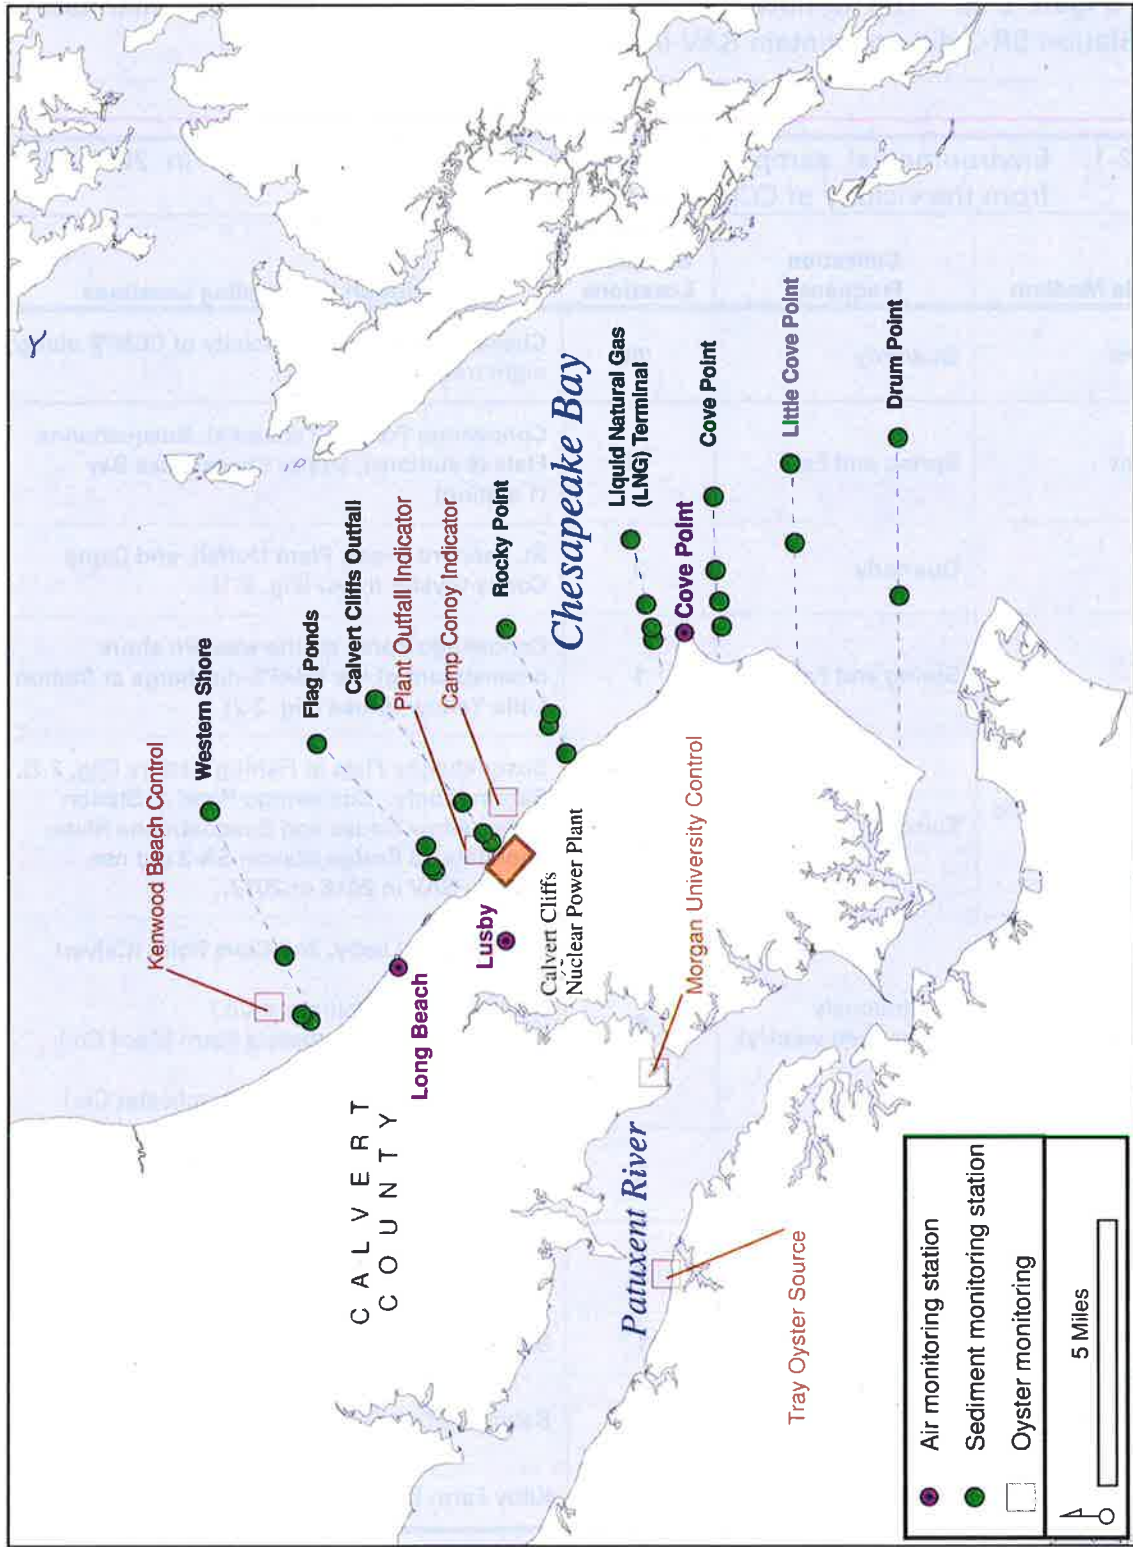 Kenwood Beach Control
Western Shore
Flag Ponds
Calvert Cliffs Outfall
Plant Outfall Indicator
Camp Conoy Indicator
Rocky Point
Chesapeake Bay
Liquid Natural Gas
(LNG) Terminal
Cove Point
Cove Point
Little Cove Point
Drum Point
CALVERT
COUNTY
Long Beach
Lusby
Calvert Cliffs
Nuclear Power Plant
Patuxent River
Morgan University Control
Tray Oyster Source
Air monitoring station
Sediment monitoring station
Oyster monitoring
5 Miles